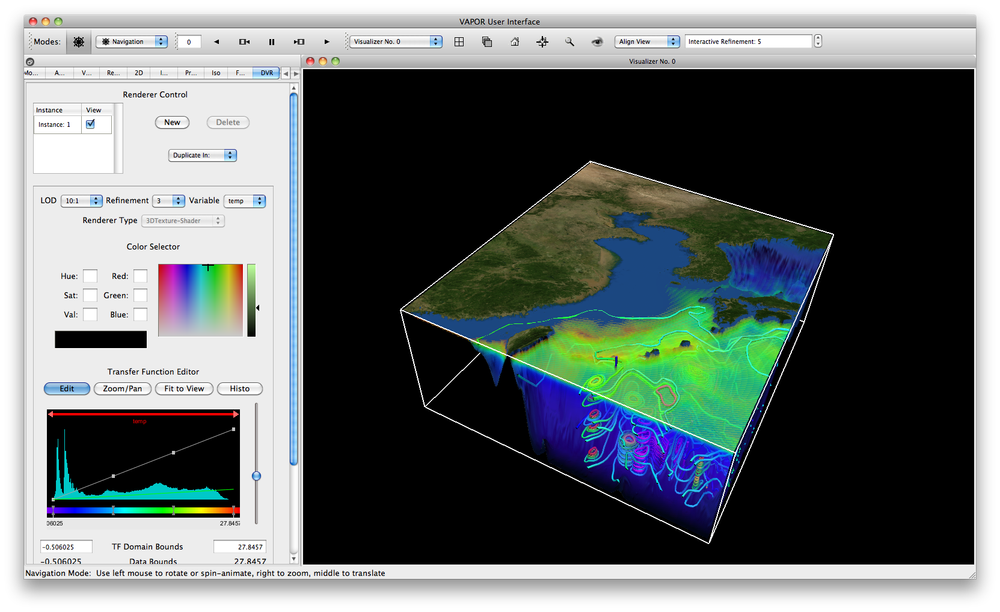 VAPOR User Interface
Modes: Navigation 0 Visualizer No. 0 Align View Interactive Refinement: 5
Visualizer No. 0
Mo... A... V... Re... 2D I... Pr... Iso F... DVR
Renderer Control
Instance View
Instance: 1
New Delete
Duplicate In:
LOD 10:1 Refinement 3 Variable temp
Renderer Type 3DTexture-Shader
Color Selector
Hue: Red:
Sat: Green:
Val: Blue:
Transfer Function Editor
Edit Zoom/Pan Fit to View Histo
temp
06025 27.8457
-0.506025 TF Domain Bounds 27.8457
-0.506025 Data Bounds 27.8457
Navigation Mode: Use left mouse to rotate or spin-animate, right to zoom, middle to translate